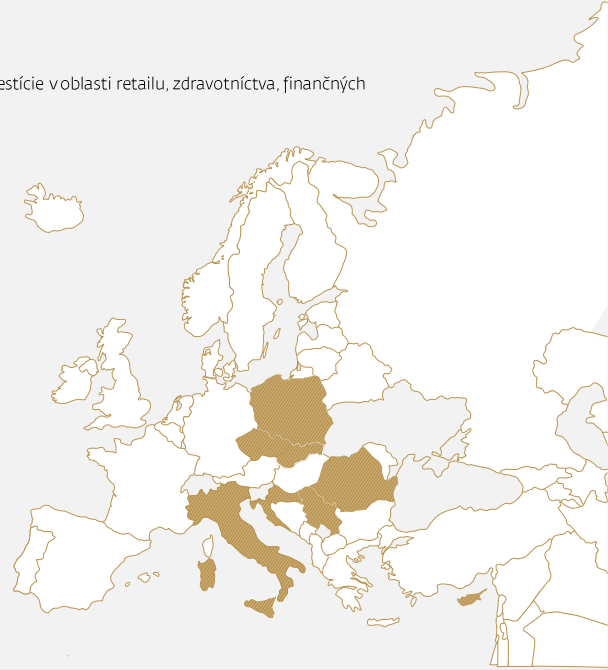 estície v oblasti retailu, zdravotníctva, finančných